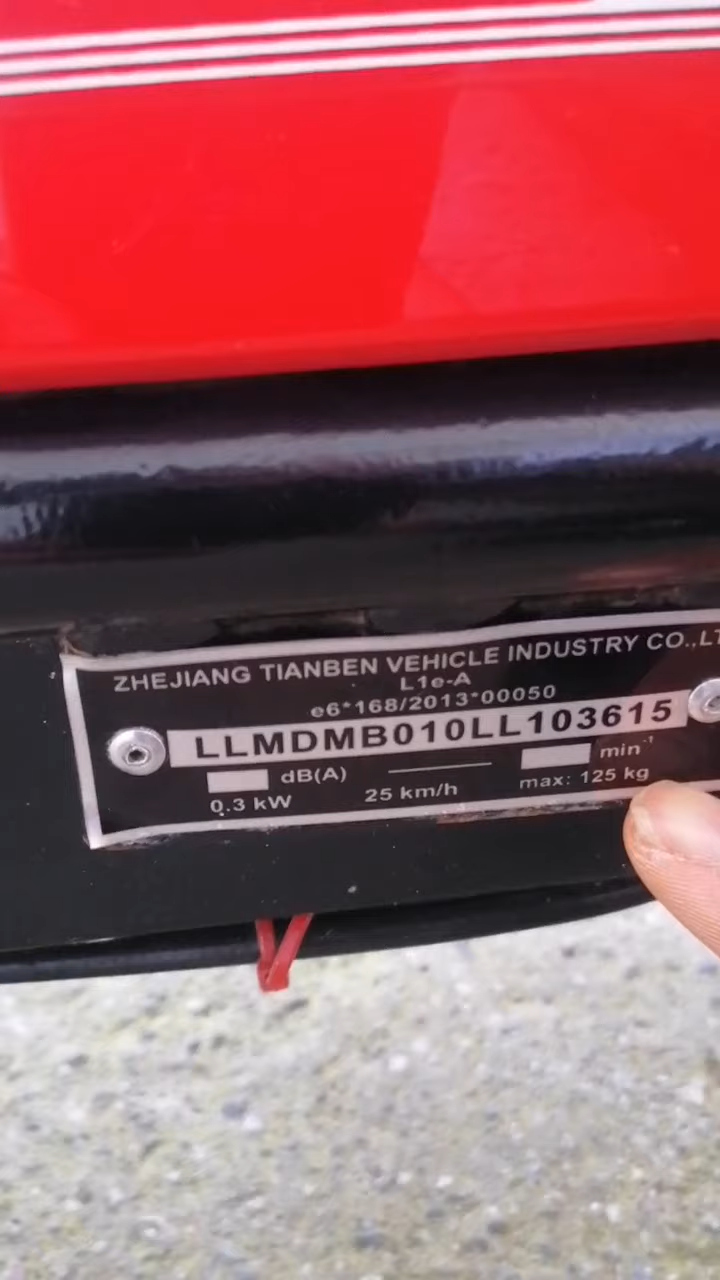 ZHEJIANG TIANBEN VEHICLE INDUSTRY CO.,LT
L1e-A
e6*168/2013*00050
LLMDMB010LL103615
dB(A) min⁻¹
0.3 kW 25 km/h max: 125 kg